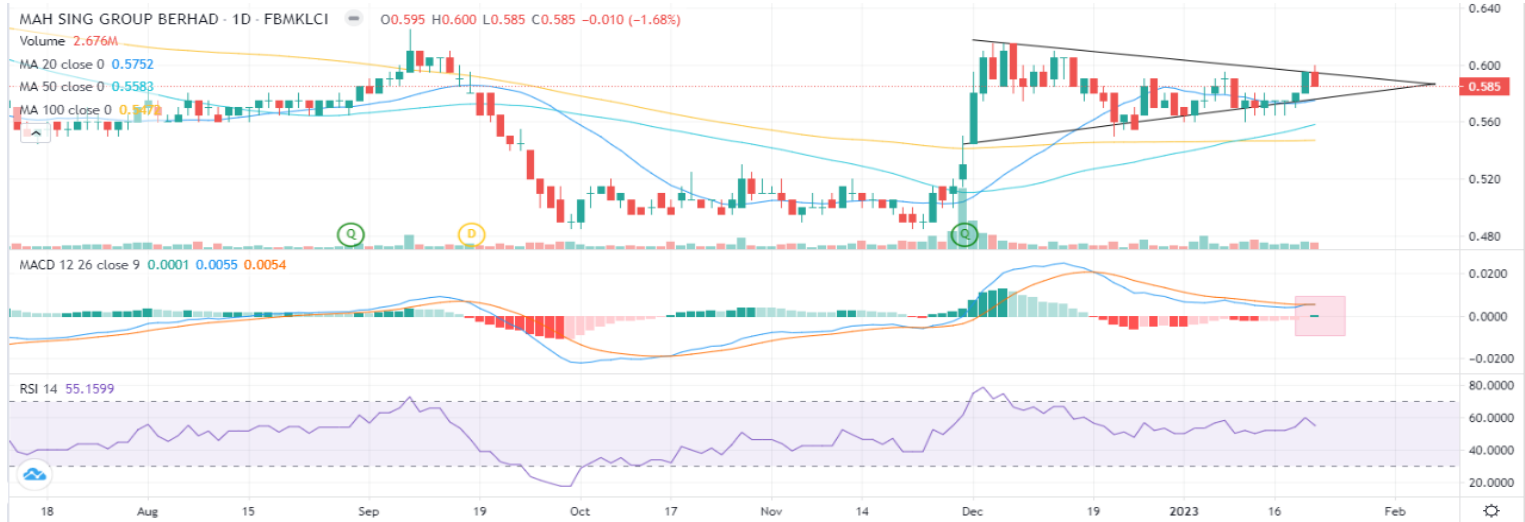 MAH SING GROUP BERHAD · 1D · FBMKLCI O0.595 H0.600 L0.585 C0.585 −0.010 (−1.68%)
Volume 2.676M
MA 20 close 0 0.5752
MA 50 close 0 0.5583
MA 100 close 0 0.5472
0.640
0.600
0.585
0.560
0.520
0.480
Q
D
Q
MACD 12 26 close 9 0.0001 0.0055 0.0054
0.0200
0.0000
−0.0200
RSI 14 55.1599
80.0000
60.0000
40.0000
20.0000
18 Aug 15 Sep 19 Oct 17 Nov 14 Dec 19 2023 16 Feb